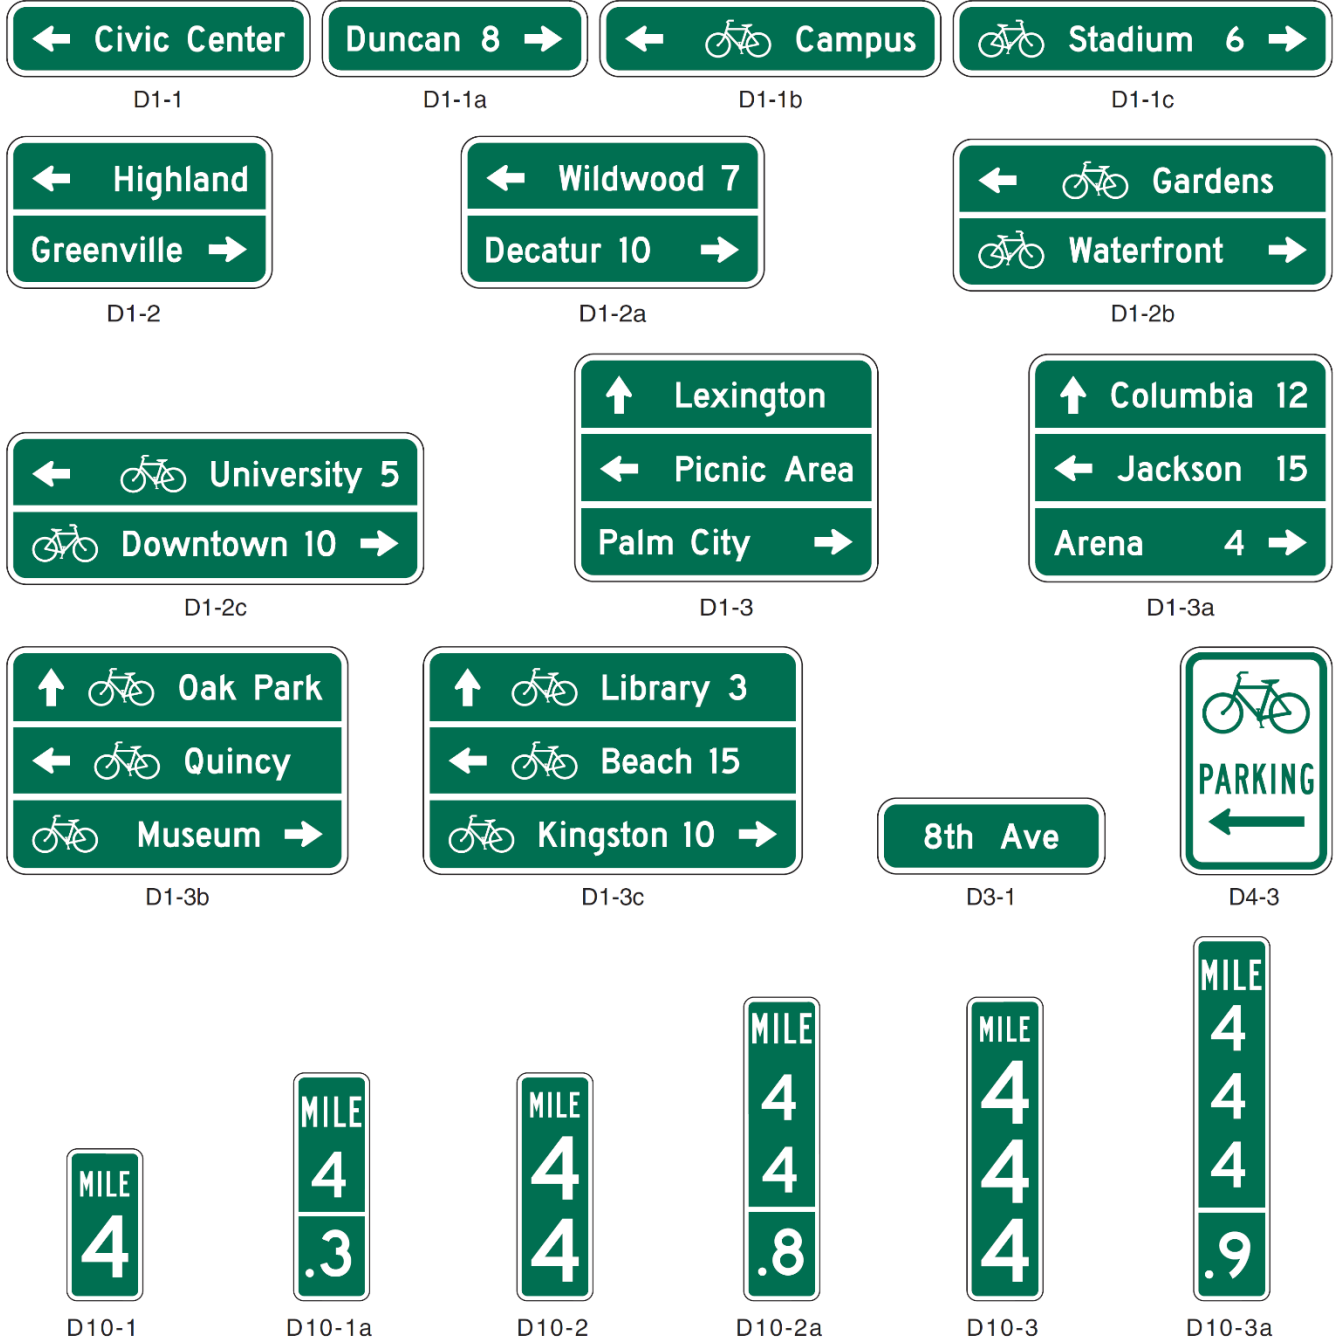 Civic Center
Duncan 8
Campus
Stadium 6
D1-1
D1-1a
D1-1b
D1-1c
Highland
Greenville
D1-2
Wildwood 7
Decatur 10
D1-2a
Gardens
Waterfront
D1-2b
University 5
Downtown 10
D1-2c
Lexington
Picnic Area
Palm City
D1-3
Columbia 12
Jackson 15
Arena 4
D1-3a
Oak Park
Quincy
Museum
D1-3b
Library 3
Beach 15
Kingston 10
D1-3c
8th Ave
D3-1
PARKING
D4-3
MILE
4
D10-1
MILE
4
.3
D10-1a
MILE
4
4
D10-2
MILE
4
4
.8
D10-2a
MILE
4
4
4
D10-3
MILE
4
4
4
.9
D10-3a